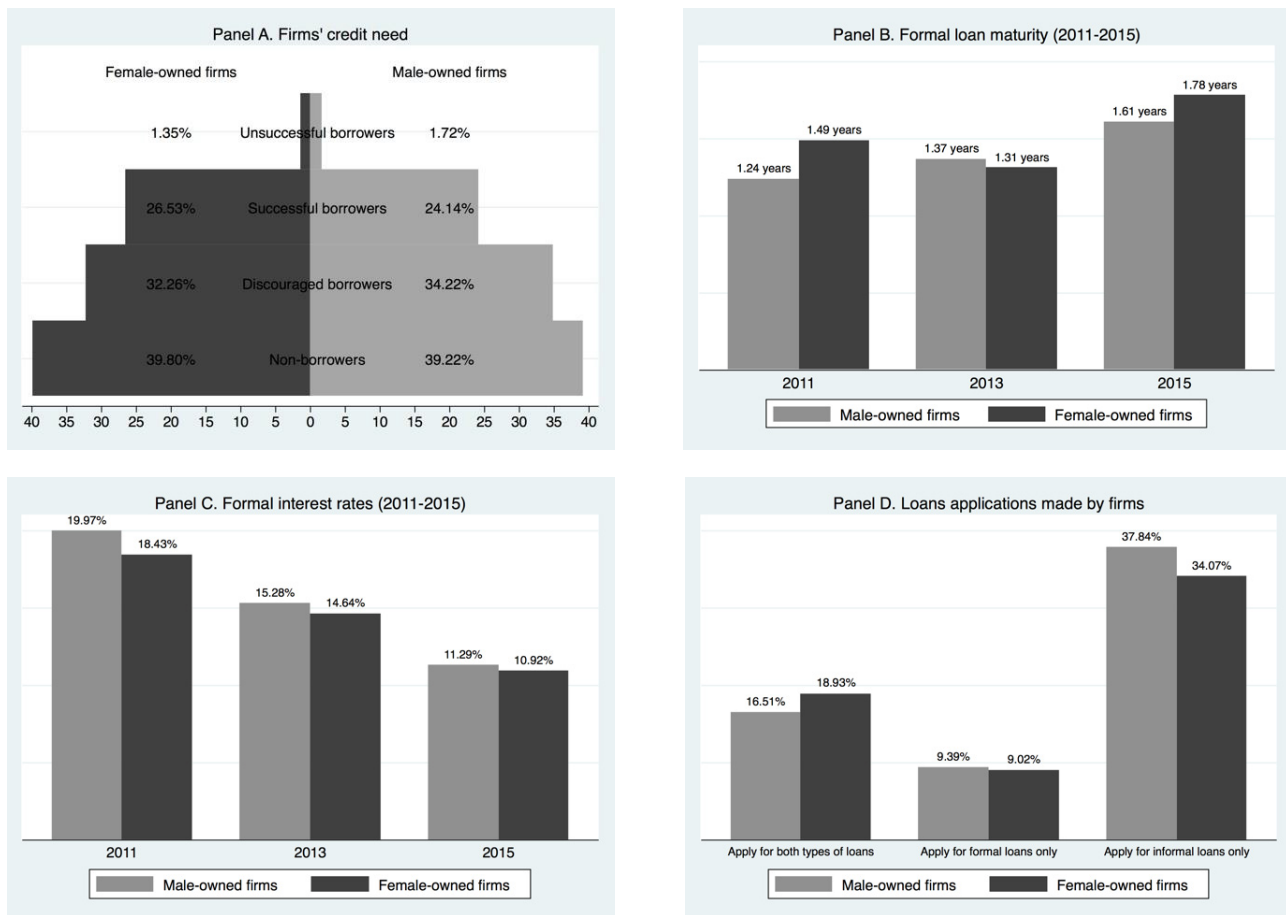 Panel A. Firms' credit need
Female-owned firms Male-owned firms
1.35% Unsuccessful borrowers 1.72%
26.53% Successful borrowers 24.14%
32.26% Discouraged borrowers 34.22%
39.80% Non-borrowers 39.22%
40 35 30 25 20 15 10 5 0 5 10 15 20 25 30 35 40
Panel B. Formal loan maturity (2011-2015)
1.24 years 1.49 years 1.37 years 1.31 years 1.61 years 1.78 years
2011 2013 2015
Male-owned firms Female-owned firms
Panel C. Formal interest rates (2011-2015)
19.97% 18.43% 15.28% 14.64% 11.29% 10.92%
2011 2013 2015
Male-owned firms Female-owned firms
Panel D. Loans applications made by firms
16.51% 18.93% 9.39% 9.02% 37.84% 34.07%
Apply for both types of loans Apply for formal loans only Apply for informal loans only
Male-owned firms Female-owned firms